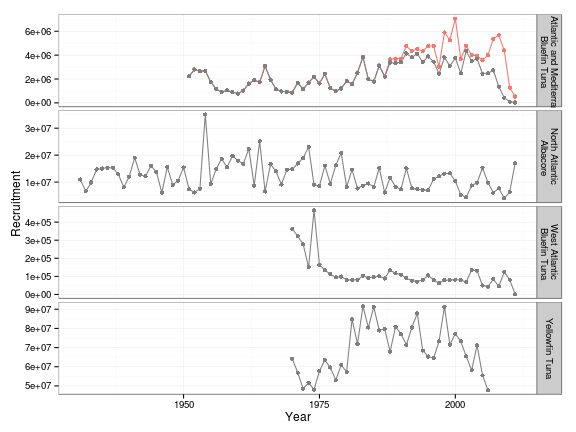 Recruitment
6e+06
4e+06
2e+06
0e+00
Atlantic and Mediterra
Bluefin Tuna
3e+07
2e+07
1e+07
North Atlantic
Albacore
4e+05
3e+05
2e+05
1e+05
0e+00
West Atlantic
Bluefin Tuna
9e+07
8e+07
7e+07
6e+07
5e+07
Yellowfin Tuna
1950
1975
2000
Year